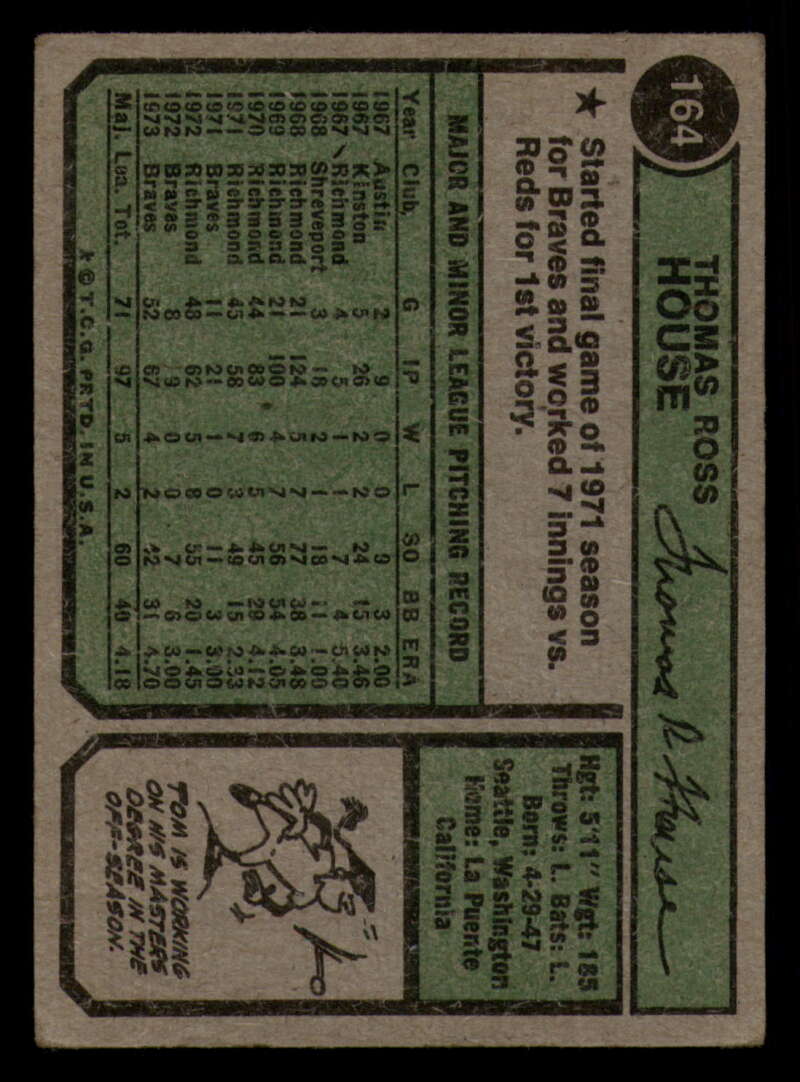 164
THOMAS ROSS
HOUSE
Thomas R. House
★ Started final game of 1971 season
for Braves and worked 7 innings vs.
Reds for 1st victory.
MAJOR AND MINOR LEAGUE PITCHING RECORD
Year Club, G IP W L SO BB ERA
1967 Austin 2 9 0 0 9 3 2.00
1967 Kinston 5 26 2 2 24 15 3.46
1967 Richmond 4 5 1 1 7 4 5.40
1968 Shreveport 3 18 2 1 18 11 1.00
1968 Richmond 21 124 5 7 77 38 3.48
1969 Richmond 21 100 4 7 56 54 4.05
1970 Richmond 44 83 6 5 45 29 4.12
1971 Richmond 45 58 7 3 49 15 2.33
1971 Braves 11 21 1 0 11 3 3.00
1972 Richmond 48 62 5 8 55 20 1.45
1972 Braves 8 9 0 0 7 6 3.00
1973 Braves 52 67 4 2 42 31 4.70
Maj. Lea. Tot. 71 97 5 2 60 40 4.18
* © T.C.G. PRTD. IN U.S.A.
Hgt: 5'11" Wgt: 185
Throws: L. Bats: L.
Born: 4-29-47
Seattle, Washington
Home: La Puente
California
TOM IS WORKING
ON HIS MASTERS
DEGREE IN THE
OFF-SEASON.